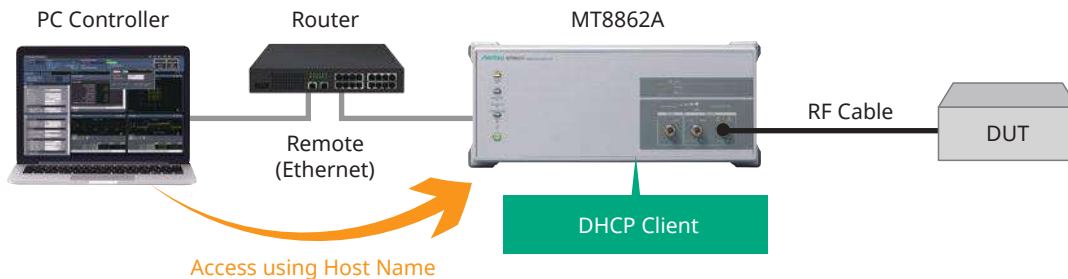 PC Controller
Router
MT8862A
Remote
(Ethernet)
RF Cable
DUT
DHCP Client
Access using Host Name